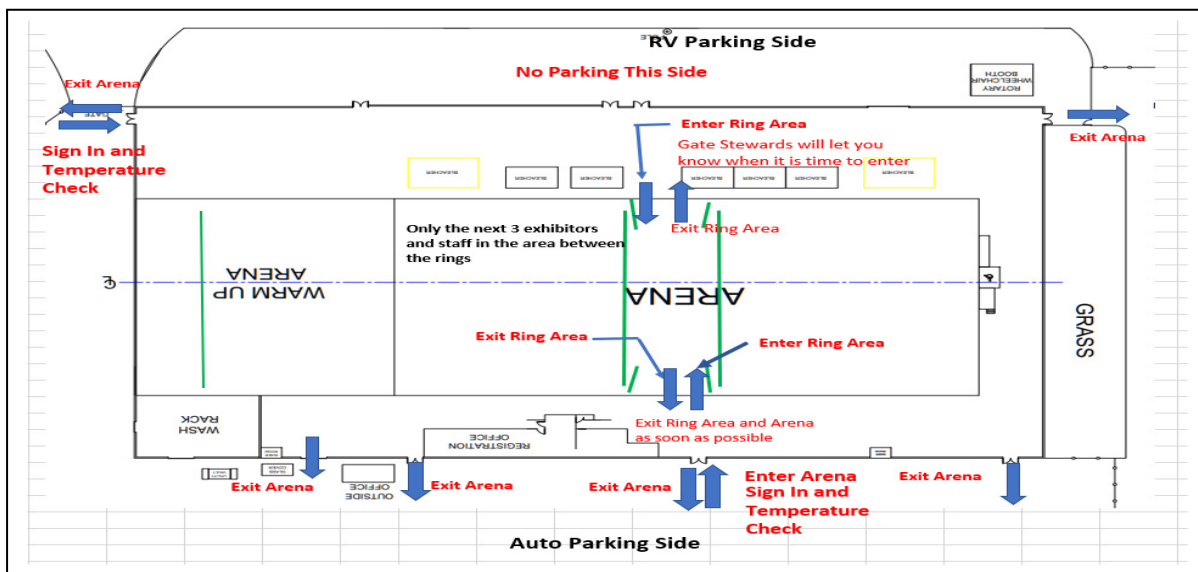 RV Parking Side
No Parking This Side
Exit Arena
GATE
Sign In and
Temperature
Check
ROTARY
WHEELCHAIR
BOOTH
Exit Arena
Enter Ring Area
Gate Stewards will let you
know when it is time to enter
BLEACHER
BLEACHER
BLEACHER
BLEACHER
BLEACHER
BLEACHER
BLEACHER
Exit Ring Area
Only the next 3 exhibitors
and staff in the area between
the rings
WARM UP
ARENA
ARENA
GRASS
Exit Ring Area
Enter Ring Area
WASH
RACK
REGISTRATION
OFFICE
Exit Ring Area and Arena
as soon as possible
OUTSIDE
OFFICE
Exit Arena
Exit Arena
Exit Arena
Enter Arena
Sign In and
Temperature
Check
Exit Arena
Auto Parking Side